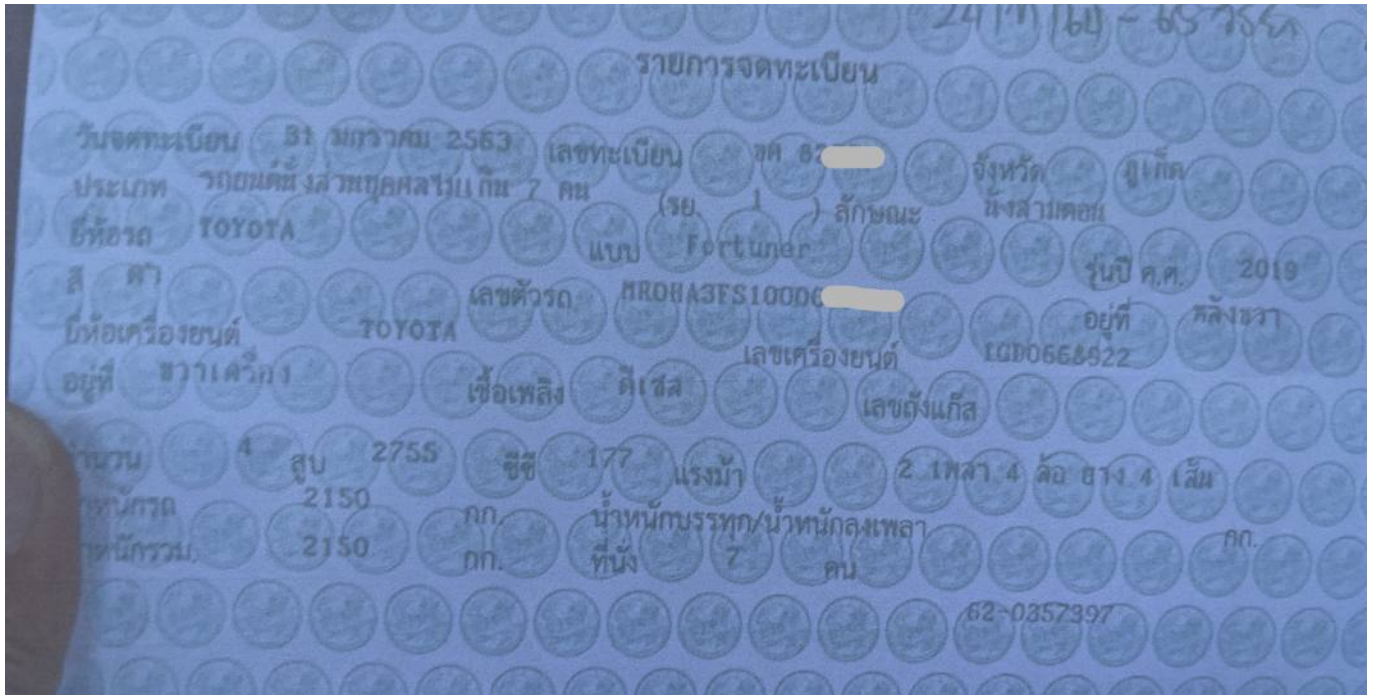 รายการจดทะเบียน
วันจดทะเบียน 31 มกราคม 2563 เลขทะเบียน ขค 87 จังหวัด ภูเก็ต
ประเภท รถยนต์นั่งส่วนบุคคลไม่เกิน 7 คน (รย. 1 ) ลักษณะ นั่งสามตอน
ยี่ห้อรถ TOYOTA แบบ Fortuner รุ่นปี ค.ศ. 2019
สี ดำ เลขตัวรถ อยู่ที่ หลังขวา
ยี่ห้อเครื่องยนต์ TOYOTA เลขเครื่องยนต์ 1GD0668922
อยู่ที่ ขวาเครื่อง เชื้อเพลิง ดีเซล เลขถังแก๊ส
จำนวน 4 สูบ 2755 ซีซี 177 แรงม้า 2 เพลา 4 ล้อ ยาง 4 เส้น
น้ำหนักรถ 2150 กก. น้ำหนักบรรทุก/น้ำหนักลงเพลา กก.
น้ำหนักรวม 2150 กก. ที่นั่ง 7 คน
62-0357397